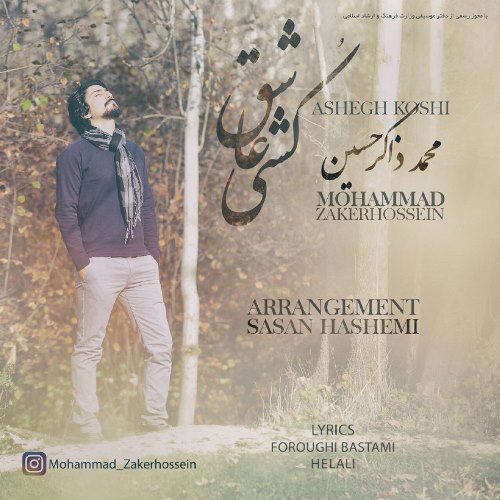 با مجوز رسمی از دفتر موسیقی وزارت فرهنگ و ارشاد اسلامی
عاشق کُشی
ASHEGH KOSHI
محمد ذاکرحسین
MOHAMMAD
ZAKERHOSSEIN
ARRANGEMENT
SASAN HASHEMI
LYRICS
FOROUGHI BASTAMI
HELALI
Mohammad_Zakerhossein